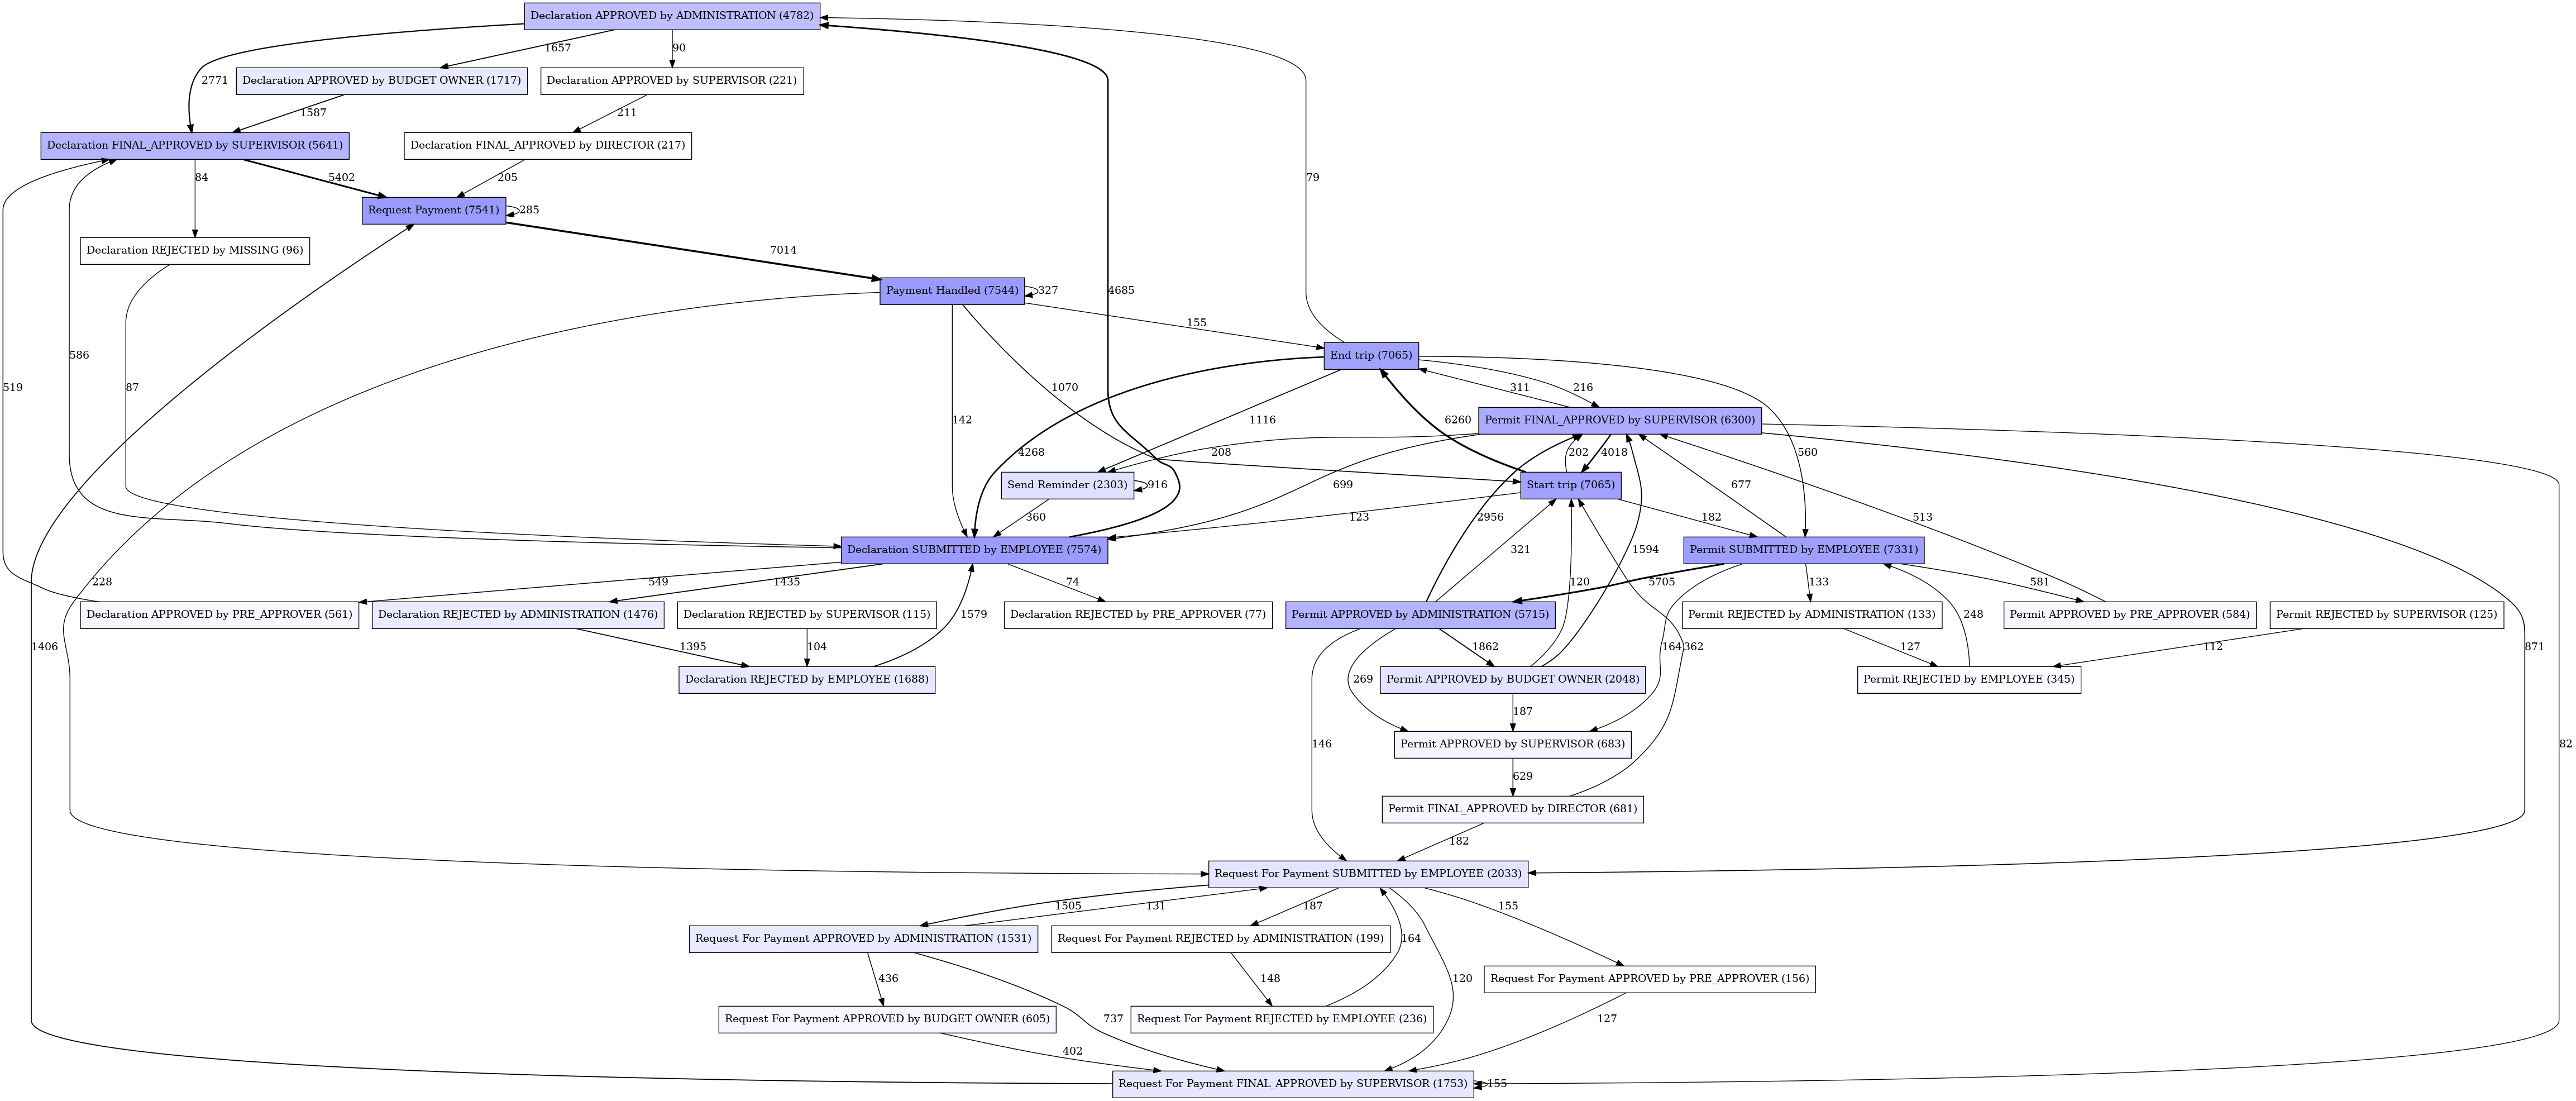 Declaration APPROVED by ADMINISTRATION (4782)
1657
90
2771
Declaration APPROVED by BUDGET OWNER (1717)
Declaration APPROVED by SUPERVISOR (221)
1587
211
Declaration FINAL_APPROVED by SUPERVISOR (5641)
Declaration FINAL_APPROVED by DIRECTOR (217)
84
5402
205
79
Request Payment (7541)
285
Declaration REJECTED by MISSING (96)
7014
Payment Handled (7544)
327
4685
155
586
End trip (7065)
519
87
1070
311
216
142
1116
6260
Permit FINAL_APPROVED by SUPERVISOR (6300)
4268
208
202
4018
560
Send Reminder (2303)
916
699
Start trip (7065)
677
360
123
2956
182
513
Declaration SUBMITTED by EMPLOYEE (7574)
321
1594
Permit SUBMITTED by EMPLOYEE (7331)
228
549
1435
74
120
5705
133
581
Declaration APPROVED by PRE_APPROVER (561)
Declaration REJECTED by ADMINISTRATION (1476)
Declaration REJECTED by SUPERVISOR (115)
1579
Declaration REJECTED by PRE_APPROVER (77)
Permit APPROVED by ADMINISTRATION (5715)
Permit REJECTED by ADMINISTRATION (133)
248
Permit APPROVED by PRE_APPROVER (584)
Permit REJECTED by SUPERVISOR (125)
1406
1395
104
1862
164
362
127
112
871
Declaration REJECTED by EMPLOYEE (1688)
269
Permit APPROVED by BUDGET OWNER (2048)
Permit REJECTED by EMPLOYEE (345)
187
146
Permit APPROVED by SUPERVISOR (683)
82
629
Permit FINAL_APPROVED by DIRECTOR (681)
182
Request For Payment SUBMITTED by EMPLOYEE (2033)
1505
131
187
155
Request For Payment APPROVED by ADMINISTRATION (1531)
Request For Payment REJECTED by ADMINISTRATION (199)
164
436
148
120
Request For Payment APPROVED by PRE_APPROVER (156)
Request For Payment APPROVED by BUDGET OWNER (605)
737
Request For Payment REJECTED by EMPLOYEE (236)
127
402
Request For Payment FINAL_APPROVED by SUPERVISOR (1753)
155